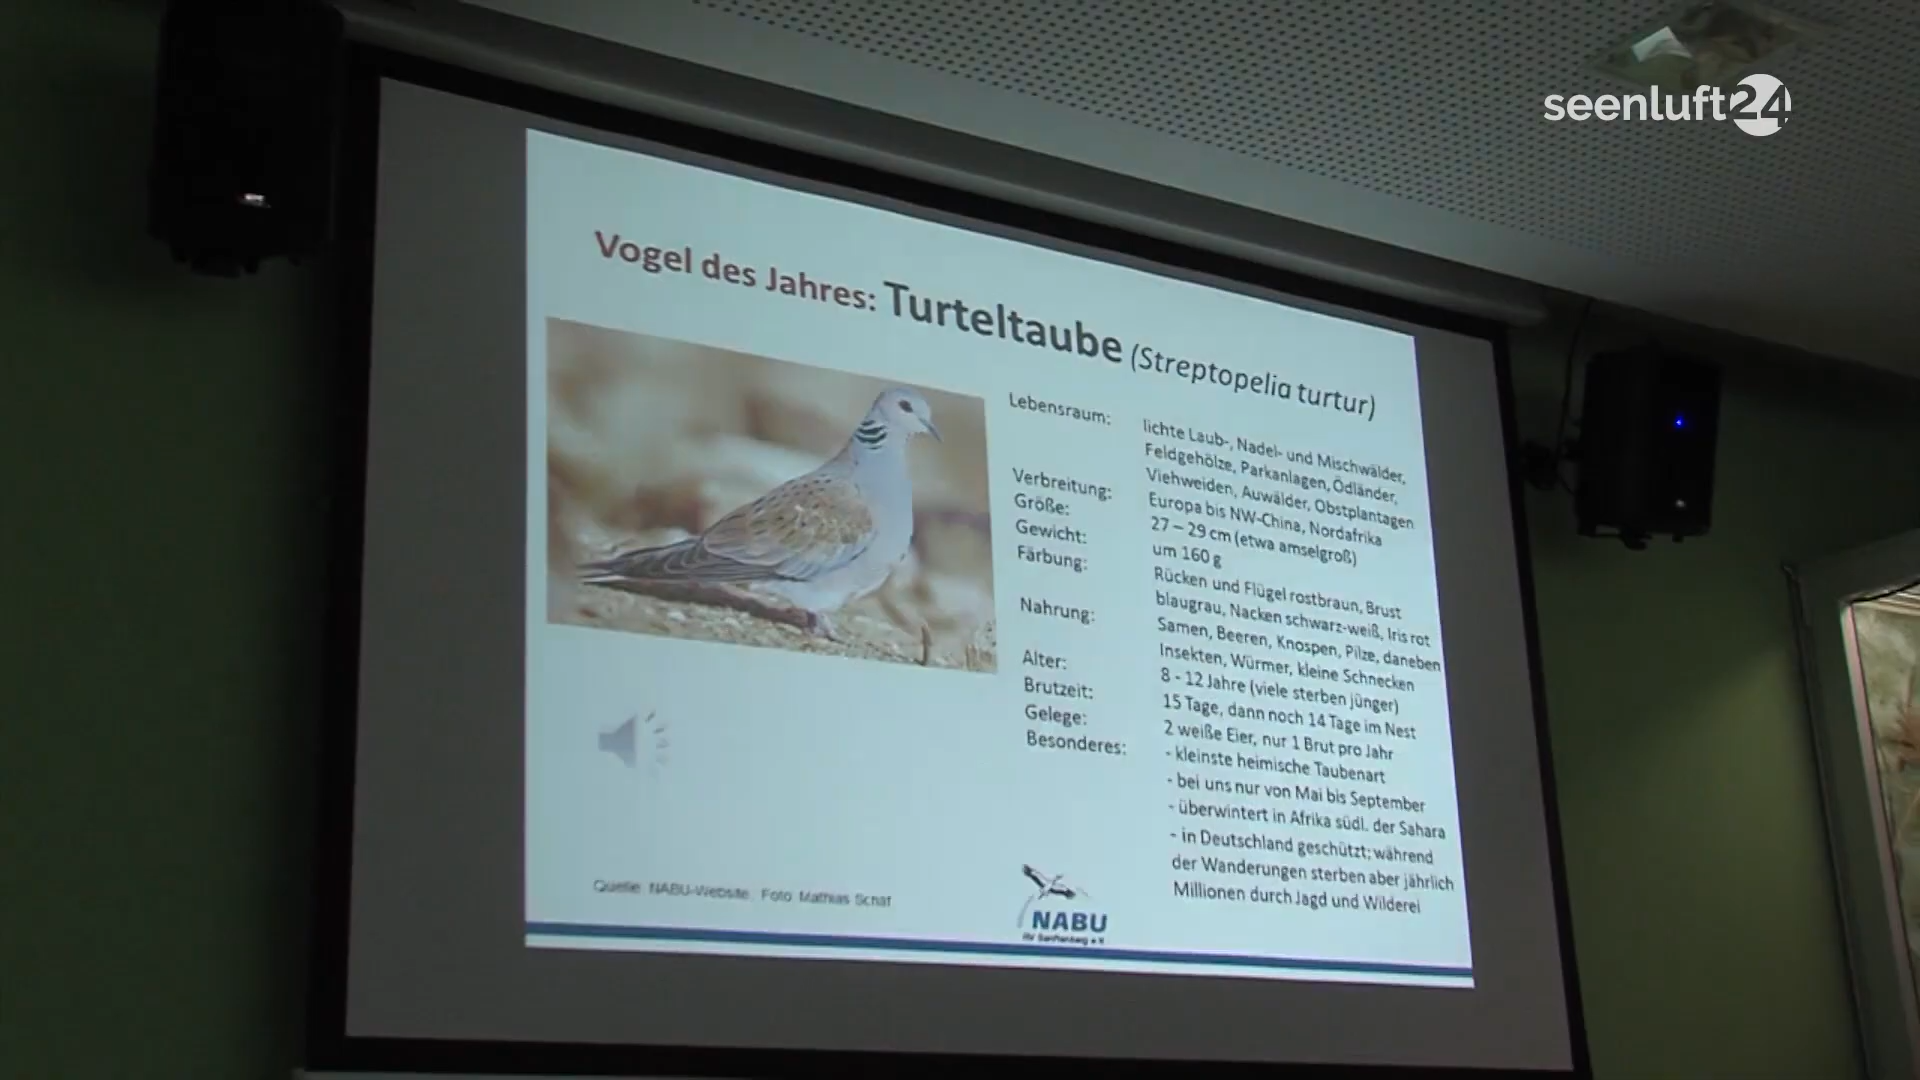 seenluft24
Vogel des Jahres: Turteltaube (Streptopelia turtur)
Lebensraum: lichte Laub-, Nadel- und Mischwälder,
Feldgehölze, Parkanlagen, Ödländer,
Viehweiden, Auwälder, Obstplantagen
Verbreitung: Europa bis NW-China, Nordafrika
Größe: 27 – 29 cm (etwa amselgroß)
Gewicht: um 160 g
Färbung: Rücken und Flügel rostbraun, Brust
blaugrau, Nacken schwarz-weiß, Iris rot
Nahrung: Samen, Beeren, Knospen, Pilze, daneben
Insekten, Würmer, kleine Schnecken
Alter: 8 - 12 Jahre (viele sterben jünger)
Brutzeit: 15 Tage, dann noch 14 Tage im Nest
Gelege: 2 weiße Eier, nur 1 Brut pro Jahr
Besonderes: - kleinste heimische Taubenart
- bei uns nur von Mai bis September
- überwintert in Afrika südl. der Sahara
- in Deutschland geschützt; während
der Wanderungen sterben aber jährlich
Millionen durch Jagd und Wilderei
Quelle: NABU-Website, Foto: Mathias Schäf
NABU
RV Senftenberg e.V.